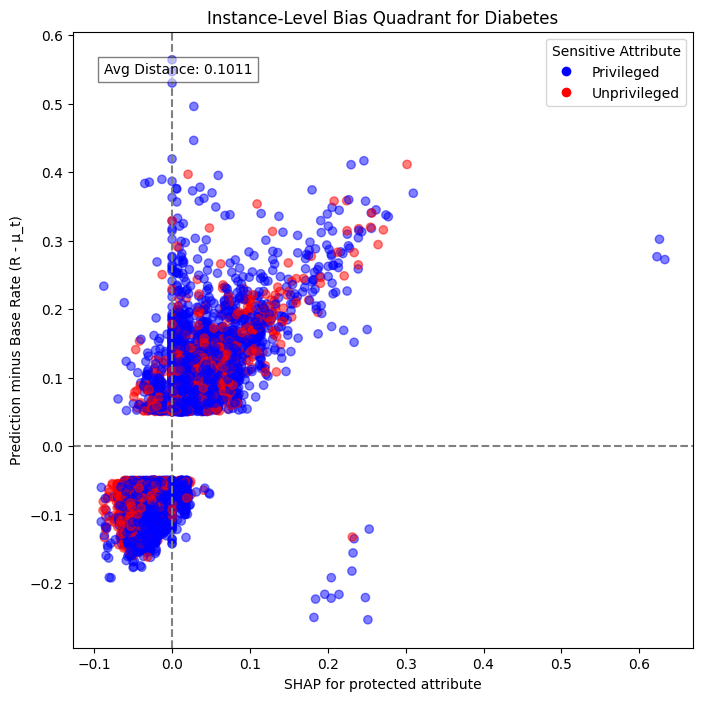 Instance-Level Bias Quadrant for Diabetes
Avg Distance: 0.1011
Sensitive Attribute
Privileged
Unprivileged
Prediction minus Base Rate (R - μ_t)
0.6
0.5
0.4
0.3
0.2
0.1
0.0
−0.1
−0.2
−0.1
0.0
0.1
0.2
0.3
0.4
0.5
0.6
SHAP for protected attribute